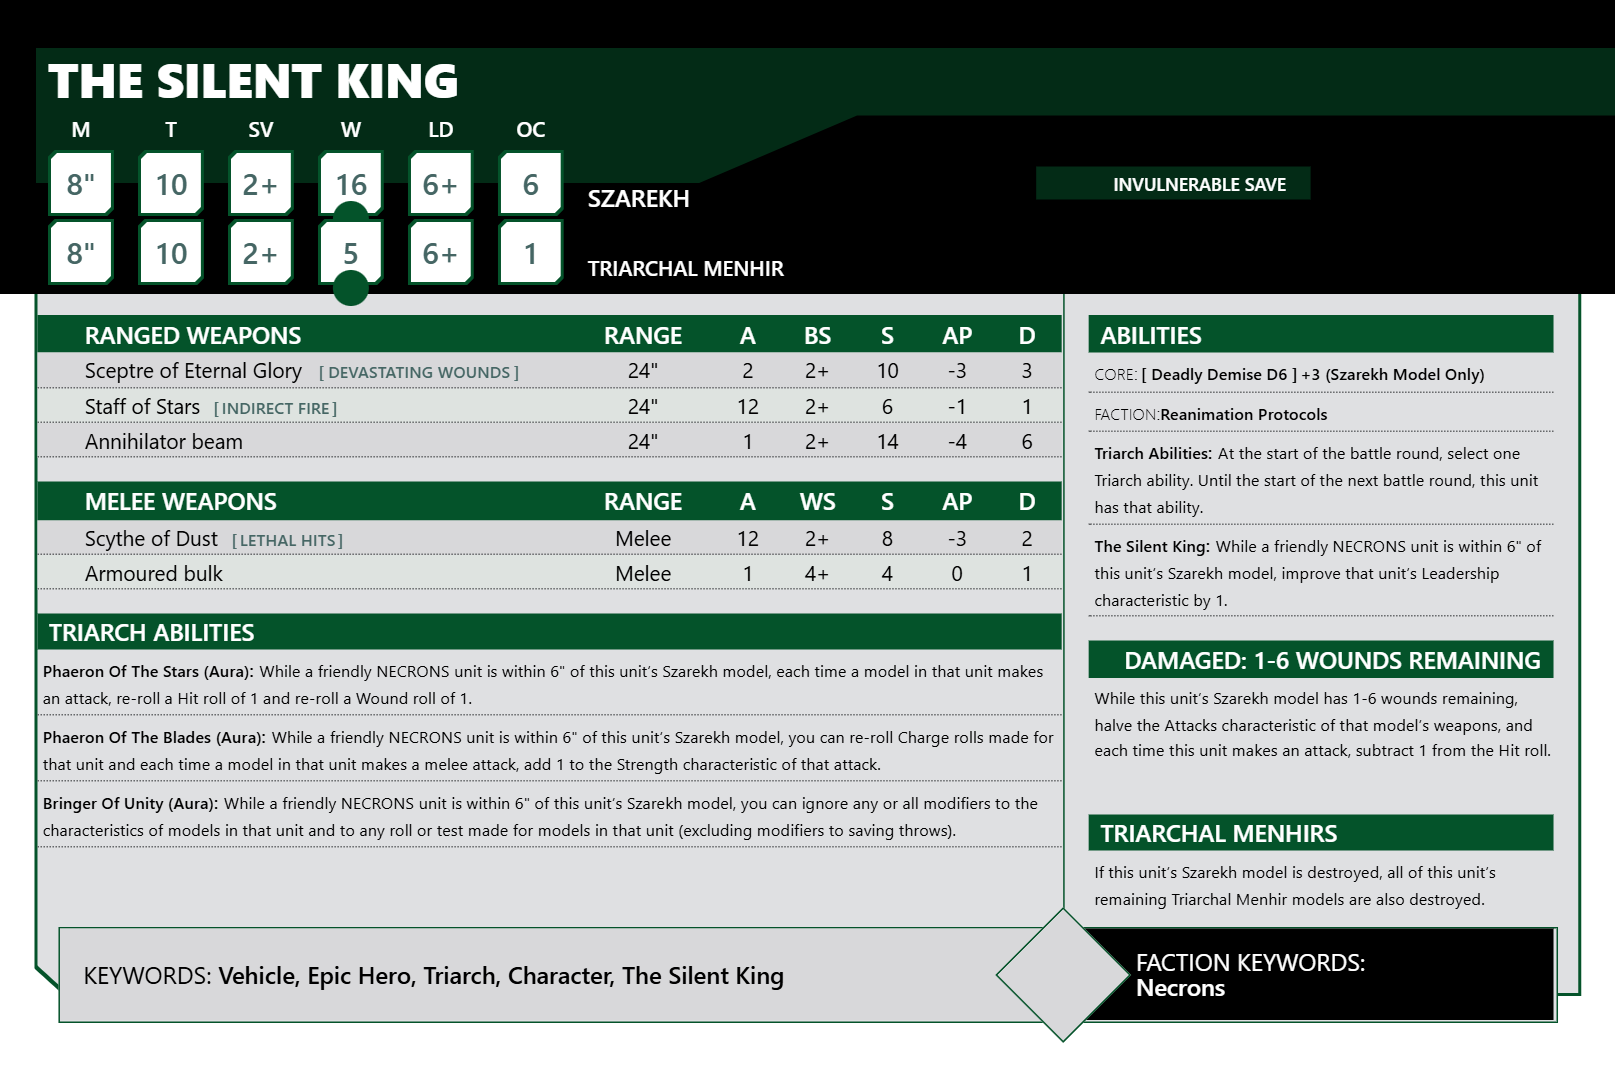 THE SILENT KING
M T SV W LD OC
8" 10 2+ 16 6+ 6 SZAREKH
INVULNERABLE SAVE
8" 10 2+ 5 6+ 1 TRIARCHAL MENHIR
RANGED WEAPONS RANGE A BS S AP D
Sceptre of Eternal Glory [ DEVASTATING WOUNDS ] 24" 2 2+ 10 -3 3
Staff of Stars [ INDIRECT FIRE ] 24" 12 2+ 6 -1 1
Annihilator beam 24" 1 2+ 14 -4 6
MELEE WEAPONS RANGE A WS S AP D
Scythe of Dust [ LETHAL HITS ] Melee 12 2+ 8 -3 2
Armoured bulk Melee 1 4+ 4 0 1
TRIARCH ABILITIES
Phaeron Of The Stars (Aura): While a friendly NECRONS unit is within 6" of this unit's Szarekh model, each time a model in that unit makes
an attack, re-roll a Hit roll of 1 and re-roll a Wound roll of 1.
Phaeron Of The Blades (Aura): While a friendly NECRONS unit is within 6" of this unit's Szarekh model, you can re-roll Charge rolls made for
that unit and each time a model in that unit makes a melee attack, add 1 to the Strength characteristic of that attack.
Bringer Of Unity (Aura): While a friendly NECRONS unit is within 6" of this unit's Szarekh model, you can ignore any or all modifiers to the
characteristics of models in that unit and to any roll or test made for models in that unit (excluding modifiers to saving throws).
ABILITIES
CORE: [ Deadly Demise D6 ] +3 (Szarekh Model Only)
FACTION:Reanimation Protocols
Triarch Abilities: At the start of the battle round, select one
Triarch ability. Until the start of the next battle round, this unit
has that ability.
The Silent King: While a friendly NECRONS unit is within 6" of
this unit's Szarekh model, improve that unit's Leadership
characteristic by 1.
DAMAGED: 1-6 WOUNDS REMAINING
While this unit's Szarekh model has 1-6 wounds remaining,
halve the Attacks characteristic of that model's weapons, and
each time this unit makes an attack, subtract 1 from the Hit roll.
TRIARCHAL MENHIRS
If this unit's Szarekh model is destroyed, all of this unit's
remaining Triarchal Menhir models are also destroyed.
KEYWORDS: Vehicle, Epic Hero, Triarch, Character, The Silent King
FACTION KEYWORDS:
Necrons